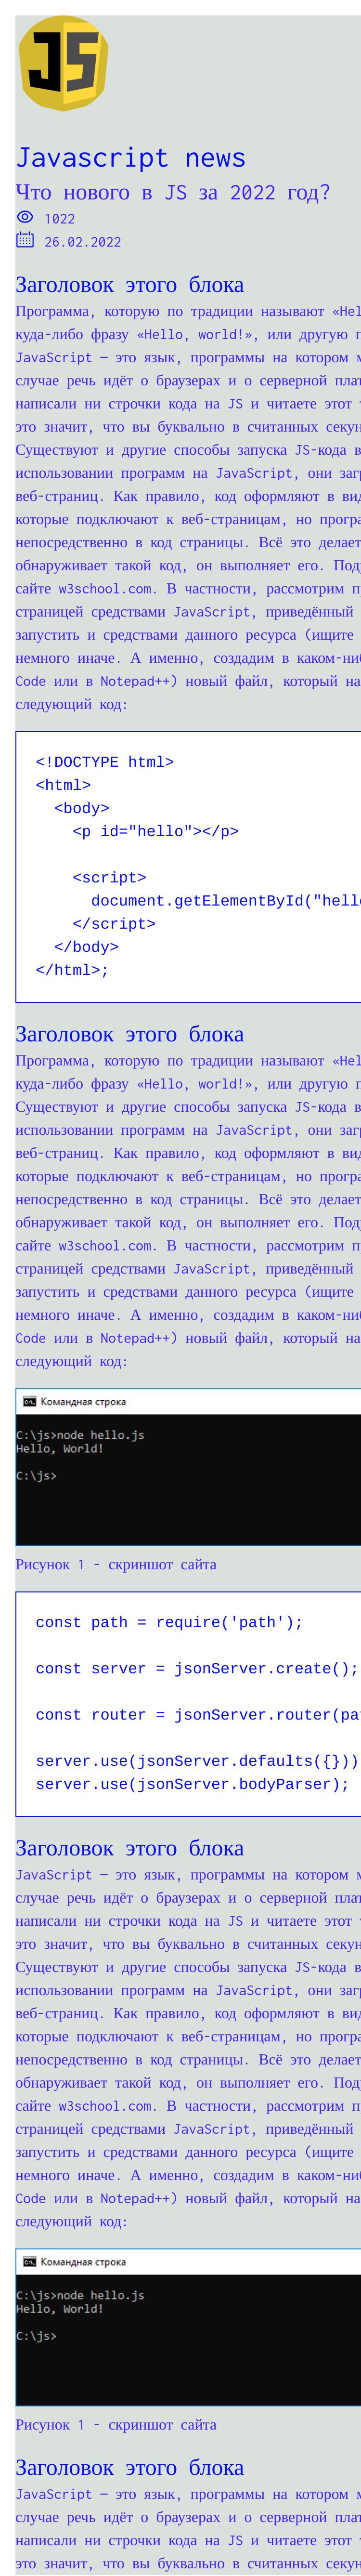 JS
Javascript news
Что нового в JS за 2022 год?
1022
26.02.2022
Заголовок этого блока
Программа, которую по традиции называют «Hel
куда-либо фразу «Hello, world!», или другую п
JavaScript — это язык, программы на котором м
случае речь идёт о браузерах и о серверной плат
написали ни строчки кода на JS и читаете этот т
это значит, что вы буквально в считанных секун
Существуют и другие способы запуска JS-кода в
использовании программ на JavaScript, они загр
веб-страниц. Как правило, код оформляют в вид
которые подключают к веб-страницам, но програ
непосредственно в код страницы. Всё это делает
обнаруживает такой код, он выполняет его. Под
сайте w3school.com. В частности, рассмотрим п
страницей средствами JavaScript, приведённый
запустить и средствами данного ресурса (ищите
немного иначе. А именно, создадим в каком-ниб
Code или в Notepad++) новый файл, который на
следующий код:
<!DOCTYPE html>
<html>
<body>
<p id="hello"></p>
<script>
document.getElementById("hello
</script>
</body>
</html>;
Заголовок этого блока
Программа, которую по традиции называют «Hel
куда-либо фразу «Hello, world!», или другую п
Существуют и другие способы запуска JS-кода в
использовании программ на JavaScript, они загр
веб-страниц. Как правило, код оформляют в вид
которые подключают к веб-страницам, но програ
непосредственно в код страницы. Всё это делает
обнаруживает такой код, он выполняет его. Под
сайте w3school.com. В частности, рассмотрим п
страницей средствами JavaScript, приведённый
запустить и средствами данного ресурса (ищите
немного иначе. А именно, создадим в каком-ниб
Code или в Notepad++) новый файл, который на
следующий код:
Командная строка
C:\js>node hello.js
Hello, World!
C:\js>
Рисунок 1 - скриншот сайта
const path = require('path');
const server = jsonServer.create();
const router = jsonServer.router(pat
server.use(jsonServer.defaults({}))
server.use(jsonServer.bodyParser);
Заголовок этого блока
JavaScript — это язык, программы на котором м
случае речь идёт о браузерах и о серверной плат
написали ни строчки кода на JS и читаете этот т
это значит, что вы буквально в считанных секун
Существуют и другие способы запуска JS-кода в
использовании программ на JavaScript, они загр
веб-страниц. Как правило, код оформляют в вид
которые подключают к веб-страницам, но програ
непосредственно в код страницы. Всё это делает
обнаруживает такой код, он выполняет его. Под
сайте w3school.com. В частности, рассмотрим п
страницей средствами JavaScript, приведённый
запустить и средствами данного ресурса (ищите
немного иначе. А именно, создадим в каком-ниб
Code или в Notepad++) новый файл, который на
следующий код:
Командная строка
C:\js>node hello.js
Hello, World!
C:\js>
Рисунок 1 - скриншот сайта
Заголовок этого блока
JavaScript — это язык, программы на котором м
случае речь идёт о браузерах и о серверной плат
написали ни строчки кода на JS и читаете этот т
это значит, что вы буквально в считанных секун